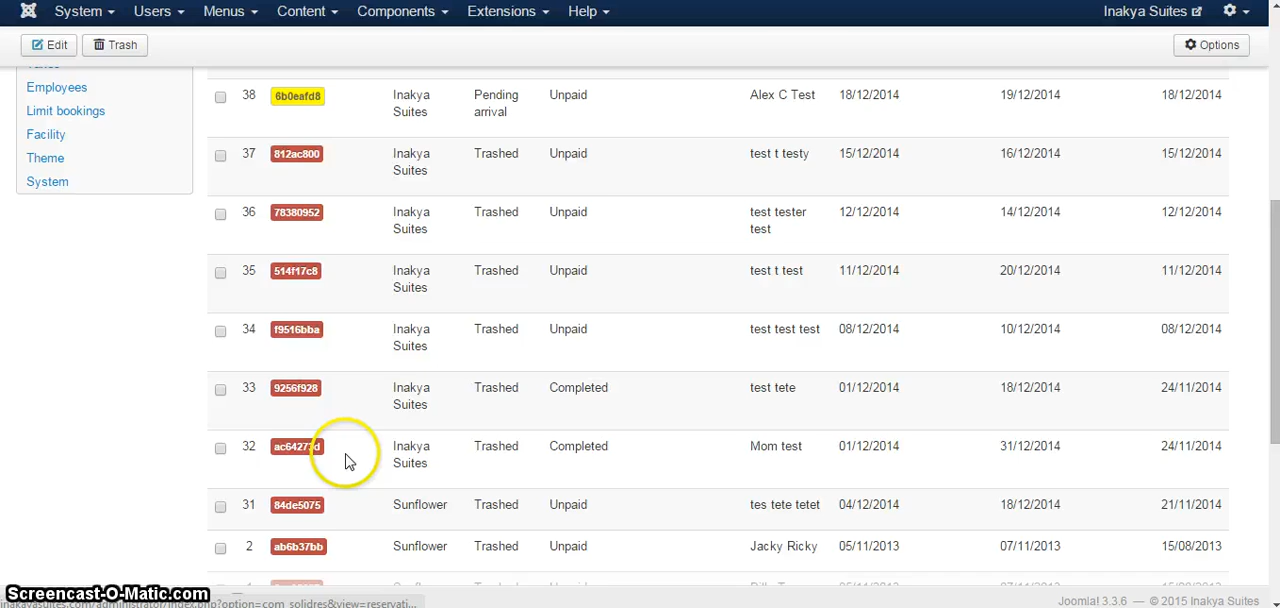 System Users Menus Content Components Extensions Help Inakya Suites
Edit Trash Options
Employees
Limit bookings
Facility
Theme
System
38 6b0eafd8 Inakya Suites Pending arrival Unpaid Alex C Test 18/12/2014 19/12/2014 18/12/2014
37 812ac800 Inakya Suites Trashed Unpaid test t testy 15/12/2014 16/12/2014 15/12/2014
36 78380952 Inakya Suites Trashed Unpaid test tester test 12/12/2014 14/12/2014 12/12/2014
35 514f17c8 Inakya Suites Trashed Unpaid test t test 11/12/2014 20/12/2014 11/12/2014
34 f9516bba Inakya Suites Trashed Unpaid test test test 08/12/2014 10/12/2014 08/12/2014
33 9256f928 Inakya Suites Trashed Completed test tete 01/12/2014 18/12/2014 24/11/2014
32 ac64277d Inakya Suites Trashed Completed Mom test 01/12/2014 31/12/2014 24/11/2014
31 84de5075 Sunflower Trashed Unpaid tes tete tetet 04/12/2014 18/12/2014 21/11/2014
2 ab6b37bb Sunflower Trashed Unpaid Jacky Ricky 05/11/2013 07/11/2013 15/08/2013
Screencast-O-Matic.com
Joomla! 3.3.6 — © 2015 Inakya Suites